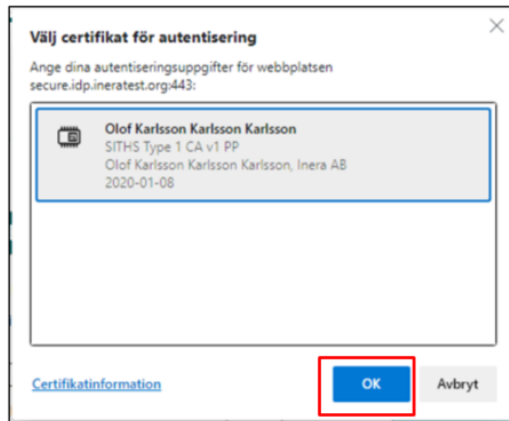 Välj certifikat för autentisering
Ange dina autentiseringsuppgifter för webbplatsen
secure.idp.ineratest.org:443:
Olof Karlsson Karlsson Karlsson
SITHS Type 1 CA v1 PP
Olof Karlsson Karlsson Karlsson, Inera AB
2020-01-08
Certifikatinformation
OK
Avbryt